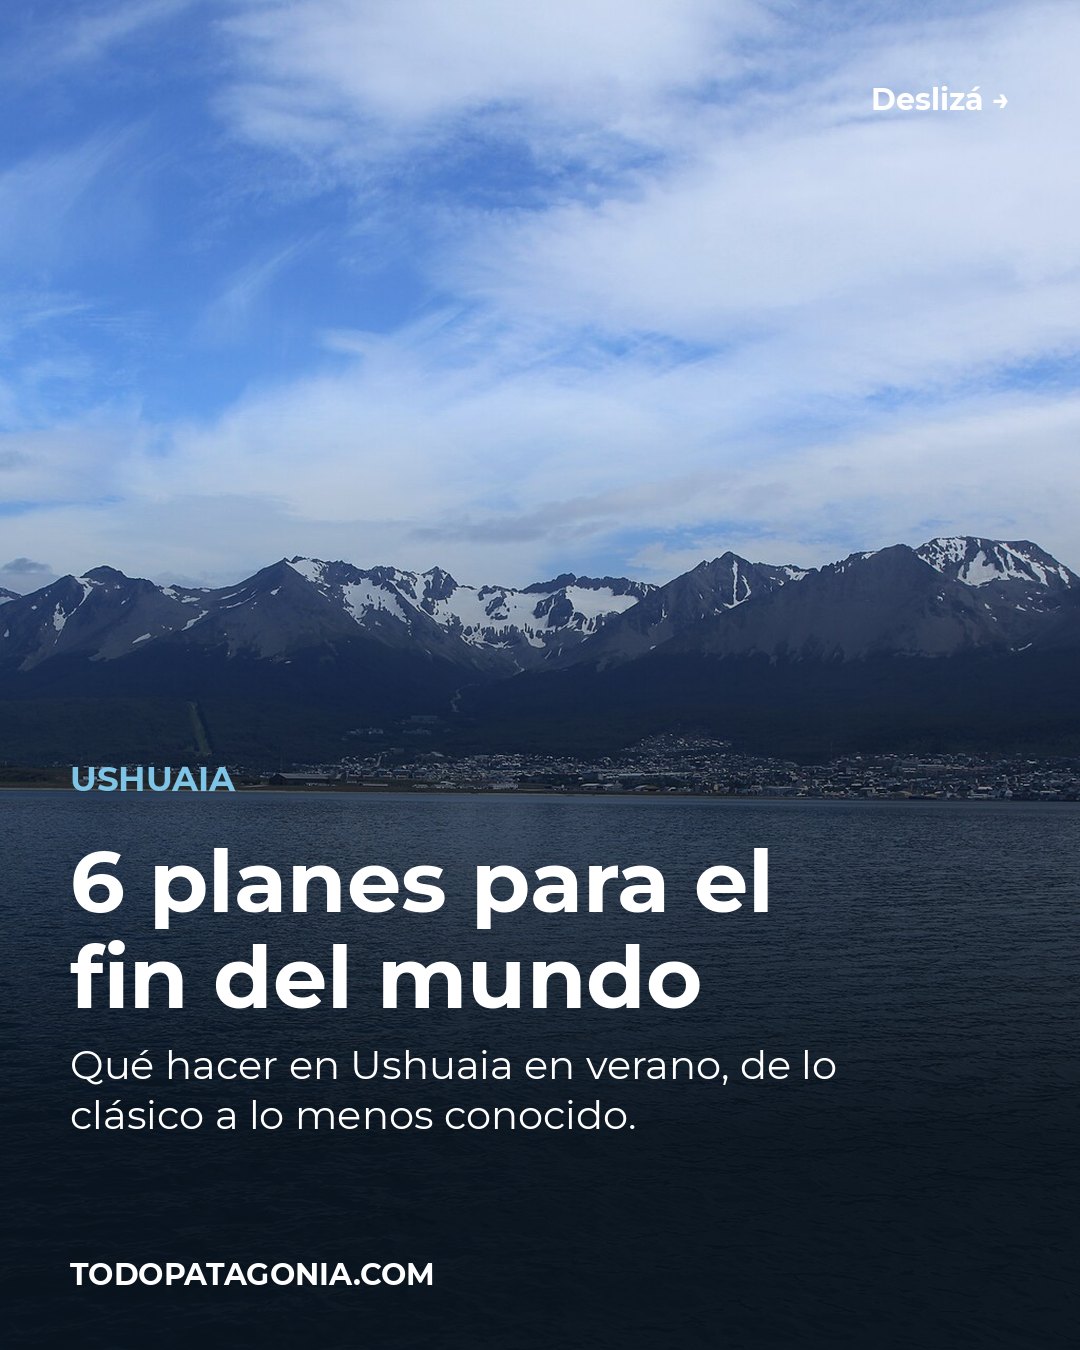 Deslizá →
USHUAIA
6 planes para el
fin del mundo
Qué hacer en Ushuaia en verano, de lo
clásico a lo menos conocido.
TODOPATAGONIA.COM